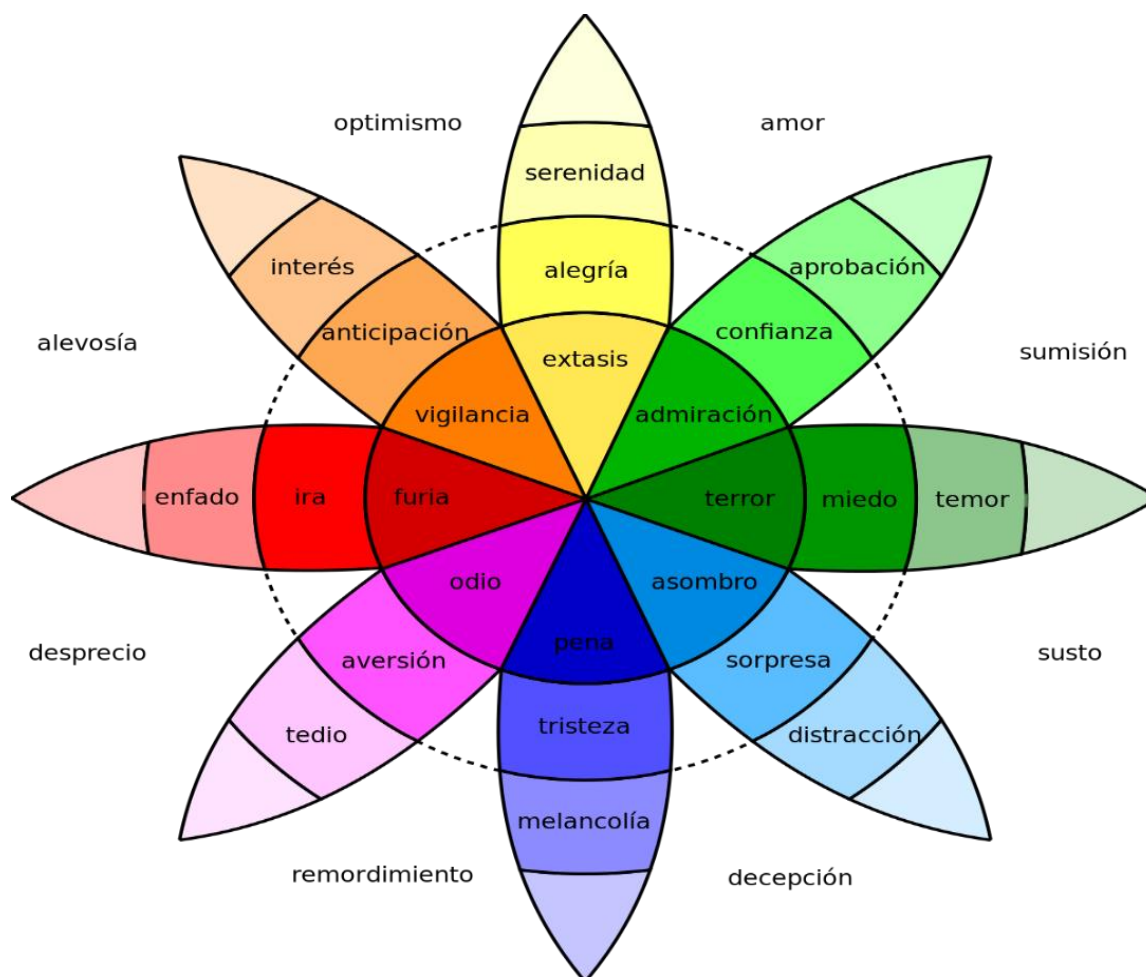 optimismo
amor
serenidad
interés
alegría
aprobación
anticipación
confianza
alevosía
sumisión
extasis
vigilancia
admiración
enfado
ira
furia
terror
miedo
temor
odio
asombro
desprecio
aversión
pena
sorpresa
susto
tedio
tristeza
distracción
melancolía
remordimiento
decepción